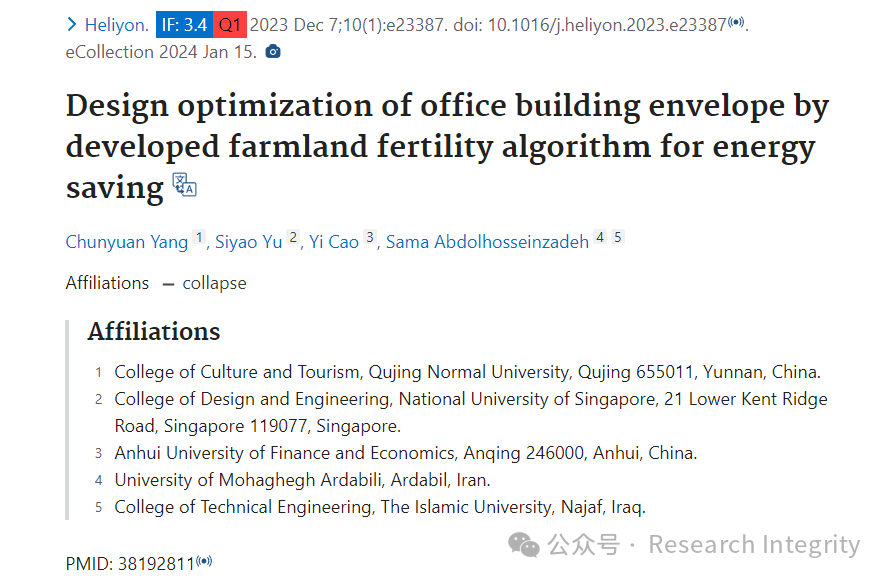 Heliyon. IF: 3.4 Q1 2023 Dec 7;10(1):e23387. doi: 10.1016/j.heliyon.2023.e23387.
eCollection 2024 Jan 15.
Design optimization of office building envelope by
developed farmland fertility algorithm for energy
saving
Chunyuan Yang 1, Siyao Yu 2, Yi Cao 3, Sama Abdolhosseinzadeh 4 5
Affiliations — collapse
Affiliations
1 College of Culture and Tourism, Qujing Normal University, Qujing 655011, Yunnan, China.
2 College of Design and Engineering, National University of Singapore, 21 Lower Kent Ridge
Road, Singapore 119077, Singapore.
3 Anhui University of Finance and Economics, Anqing 246000, Anhui, China.
4 University of Mohaghegh Ardabili, Ardabil, Iran.
5 College of Technical Engineering, The Islamic University, Najaf, Iraq.
公众号 · Research Integrity
PMID: 38192811